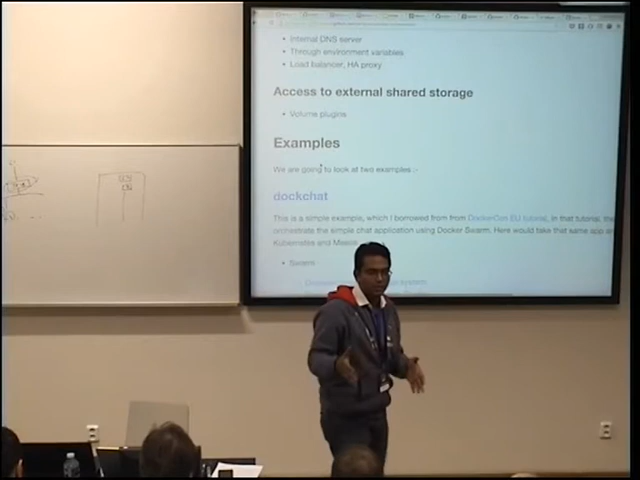 Internal DNS server
Through environment variables
Load balancer, HA proxy
Access to external shared storage
Volume plugins
Examples
We are going to look at two examples :-
dockchat
This is a simple example, which I borrowed from from DockerCon EU tutorial, In that tutorial, the
orchestrate the simple chat application using Docker Swarm. Here would take that same app an
Kubernetes and Mesos
Swarm
system